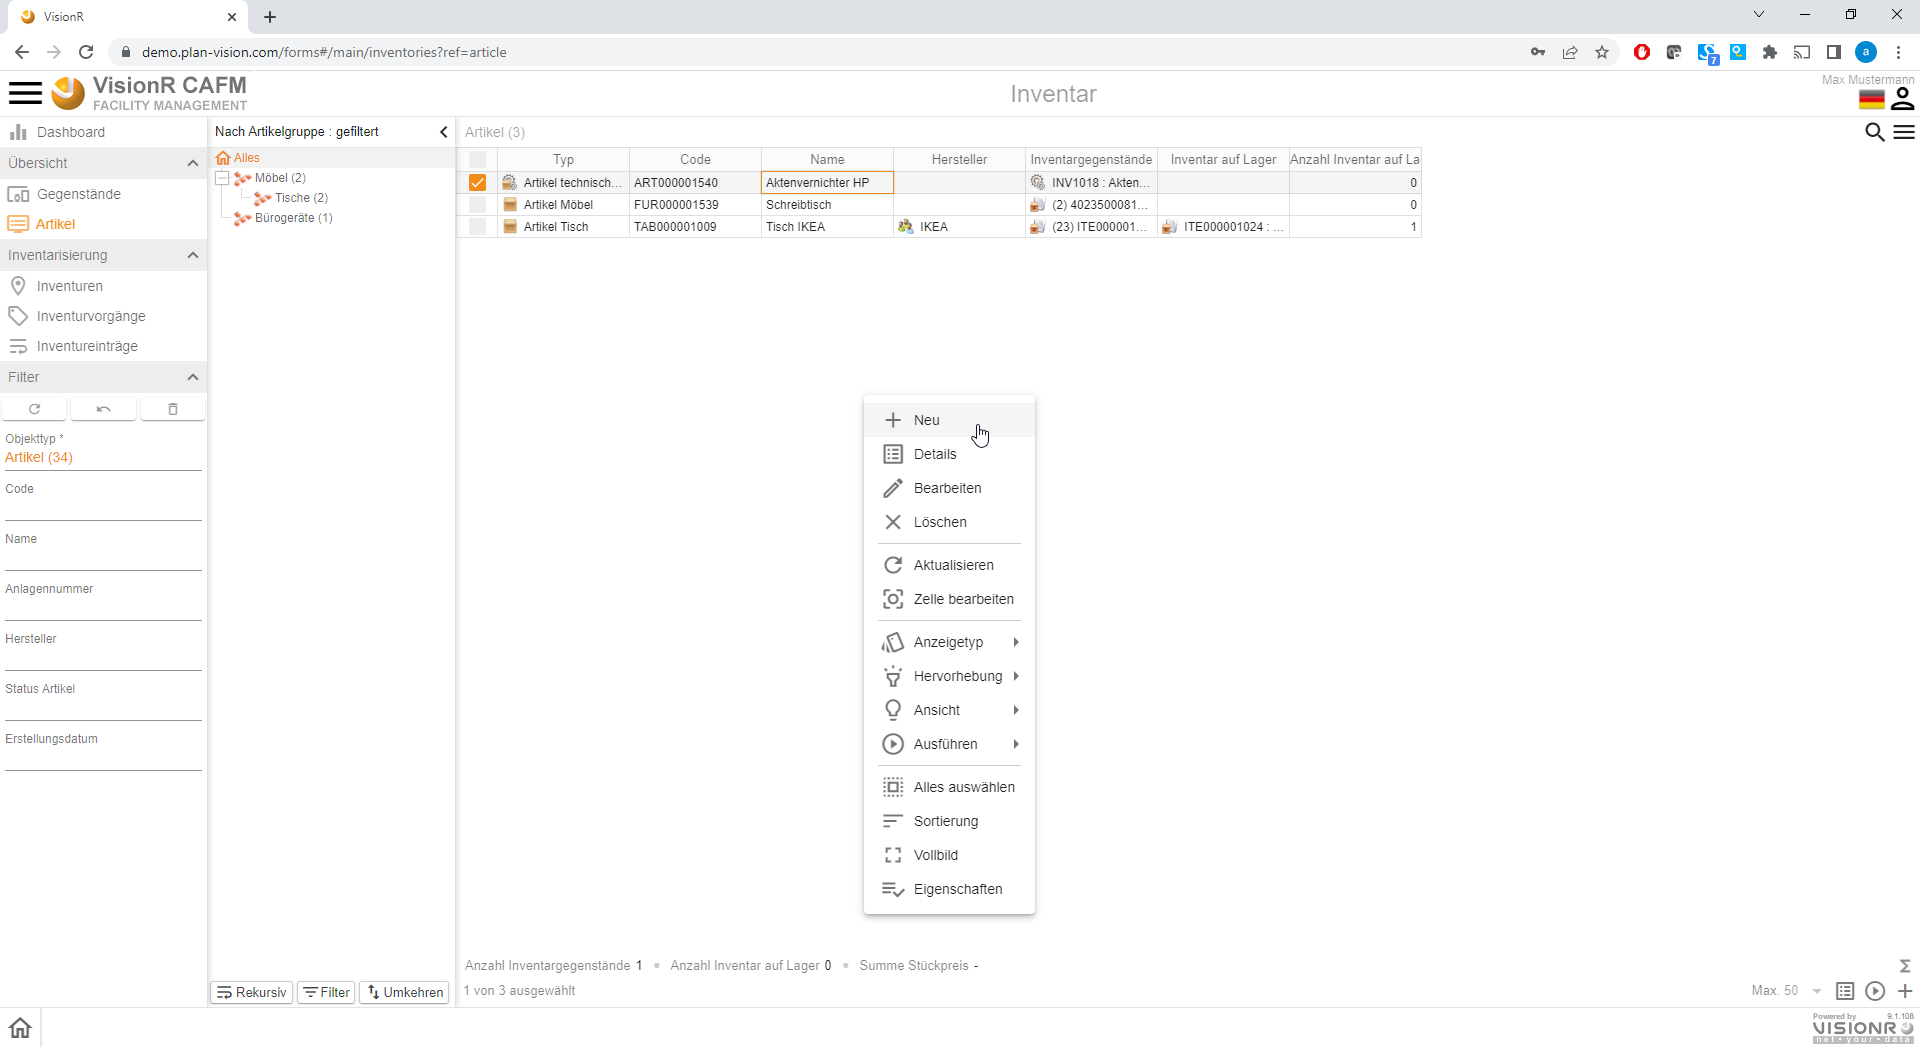 VisionR
demo.plan-vision.com/forms#/main/inventories?ref=article
7
a
VisionR CAFM
FACILITY MANAGEMENT
Inventar
Max Mustermann
Dashboard
Übersicht
Gegenstände
Artikel
Inventarisierung
Inventuren
Inventurvorgänge
Inventureinträge
Filter
Objekttyp *
Artikel (34)
Code
Name
Anlagennummer
Hersteller
Status Artikel
Erstellungsdatum
Nach Artikelgruppe : gefiltert
Alles
Möbel (2)
Tische (2)
Bürogeräte (1)
Rekursiv Filter Umkehren
Artikel (3)
Typ Code Name Hersteller Inventargegenstände Inventar auf Lager Anzahl Inventar auf La
Artikel technisch... ART000001540 Aktenvernichter HP INV1018 : Akten... 0
Artikel Möbel FUR000001539 Schreibtisch (2) 4023500081... 0
Artikel Tisch TAB000001009 Tisch IKEA IKEA (23) ITE000001... ITE000001024 : ... 1
Neu
Details
Bearbeiten
Löschen
Aktualisieren
Zelle bearbeiten
Anzeigetyp
Hervorhebung
Ansicht
Ausführen
Alles auswählen
Sortierung
Vollbild
Eigenschaften
Anzahl Inventargegenstände 1 • Anzahl Inventar auf Lager 0 • Summe Stückpreis -
1 von 3 ausgewählt
Max. 50
Powered by 9.1.108
VISIONR
net • your • data